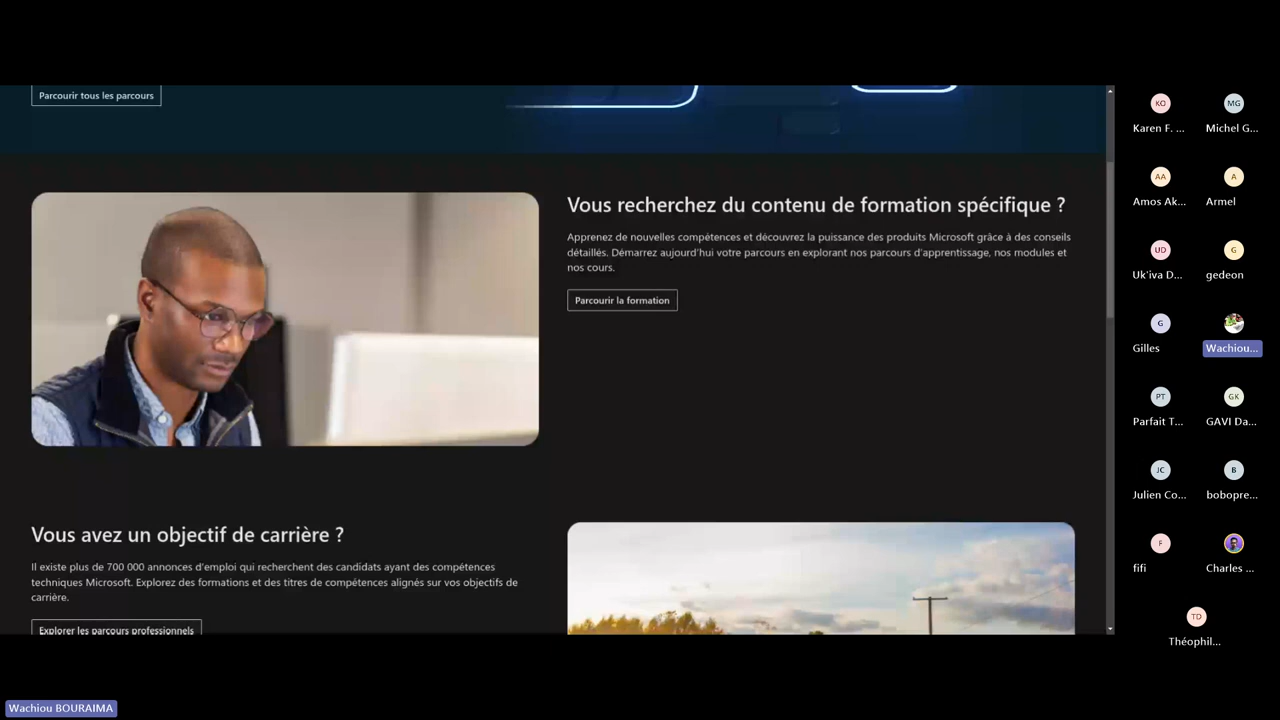 Parcourir tous les parcours
Vous recherchez du contenu de formation spécifique ?
Apprenez de nouvelles compétences et découvrez la puissance des produits Microsoft grâce à des conseils
détaillés. Démarrez aujourd'hui votre parcours en explorant nos parcours d'apprentissage, nos modules et
nos cours.
Parcourir la formation
Vous avez un objectif de carrière ?
Il existe plus de 700 000 annonces d'emploi qui recherchent des candidats ayant des compétences
techniques Microsoft. Explorez des formations et des titres de compétences alignés sur vos objectifs de
carrière.
Explorer les parcours professionnels
KO
MG
Karen F. ...
Michel G...
AA
A
Amos Ak...
Armel
UD
G
Uk'iva D...
gedeon
G
Gilles
Wachiou...
PT
GK
Parfait T...
GAVI Da...
JC
B
Julien Co...
bobopre...
F
fifi
Charles ...
TD
Théophil...
Wachiou BOURAIMA